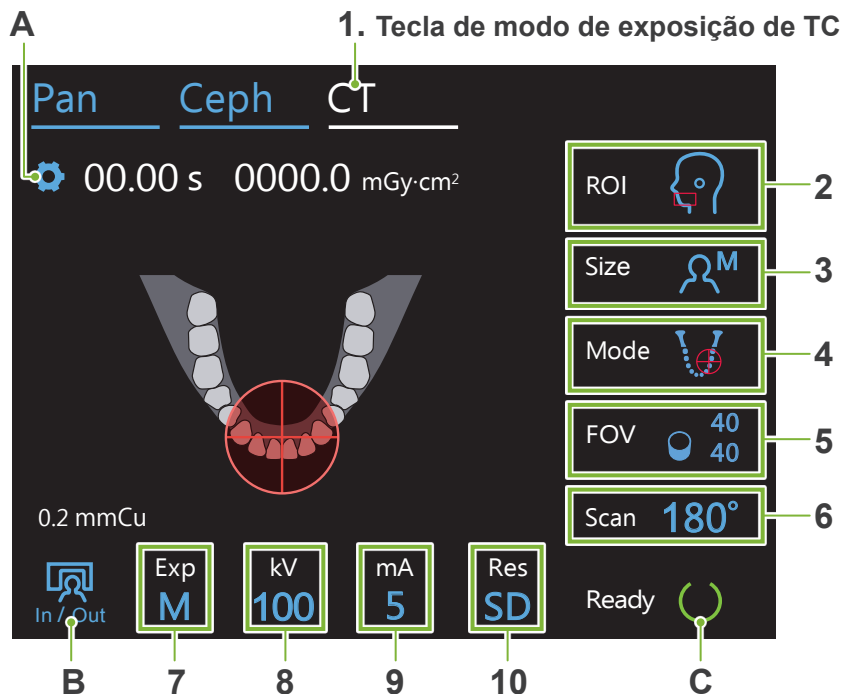 A
1. Tecla de modo de exposição de TC
Pan Ceph CT
00.00 s 0000.0 mGy·cm²
ROI
2
Size M
3
Mode
4
FOV 40 40
5
Scan 180°
6
0.2 mmCu
In / Out
Exp M
kV 100
mA 5
Res SD
Ready
B 7 8 9 10 C